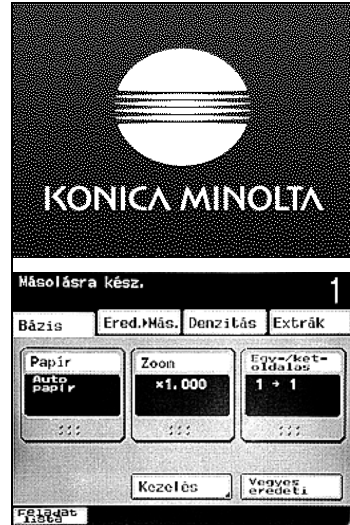 KONICA MINOLTA
Másolásra kész. 1
Bázis Ered.▸Más. Denzitás Extrák
Papír Zoom Egy-/két-
oldalas
Auto
papír ×1.000 1 → 1
Kezelés Vegyes
eredeti
Feladat
lista